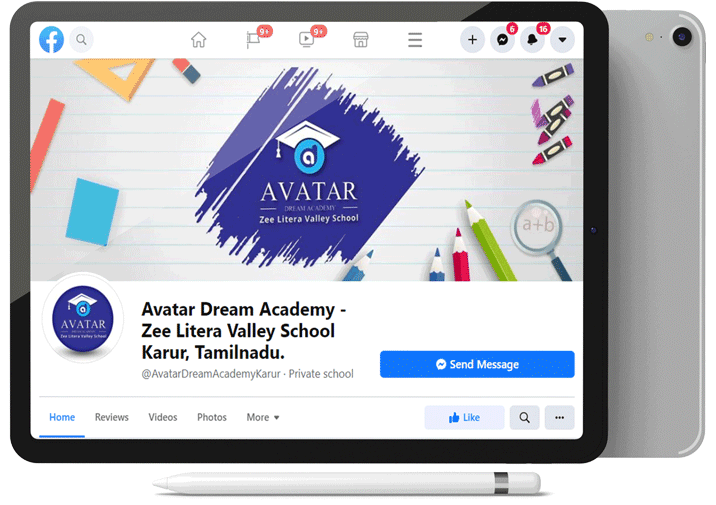 9+
9+
6
16
a
AVATAR
DREAM ACADEMY
Zee Litera Valley School
a+b
a
AVATAR
DREAM ACADEMY
Zee Litera Valley School
Avatar Dream Academy -
Zee Litera Valley School
Karur, Tamilnadu.
@AvatarDreamAcademyKarur · Private school
Send Message
Home Reviews Videos Photos More
Like